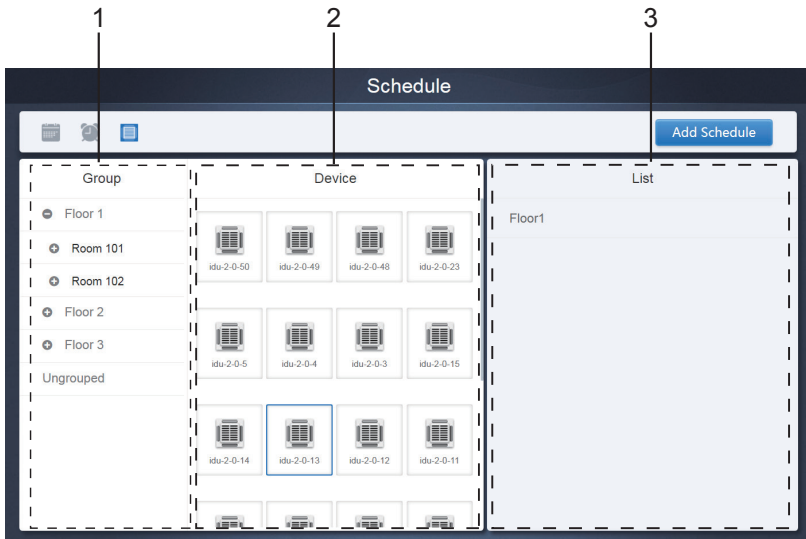 1 2 3
Schedule
Add Schedule
Group Device List
Floor 1
Room 101
Room 102
Floor 2
Floor 3
Ungrouped
idu-2-0-50 idu-2-0-49 idu-2-0-48 idu-2-0-23
idu-2-0-5 idu-2-0-4 idu-2-0-3 idu-2-0-15
idu-2-0-14 idu-2-0-13 idu-2-0-12 idu-2-0-11
Floor1